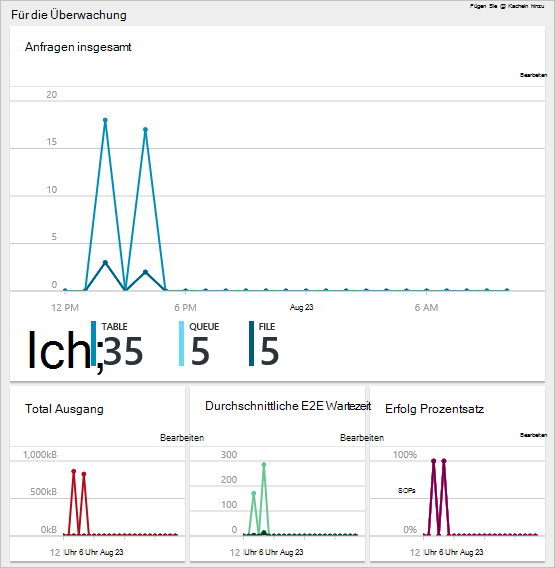 Fügen Sie @ Kacheln hinzu
Für die Überwachung
Anfragen insgesamt
Bearbeiten
20
15
10
5
0
12 PM 6 PM Aug 23 6 AM
Ich;
TABLE QUEUE FILE
35 5 5
Total Ausgang
Bearbeiten
1,000kB
500kB
0kB
12 Uhr 6 Uhr Aug 23
Durchschnittliche E2E Wartezeit
Bearbeiten
300
200
100
0
12 Uhr 6 Uhr Aug 23
Erfolg Prozentsatz
Bearbeiten
100%
SOPs
0%
12 Uhr 6 Uhr Aug 23